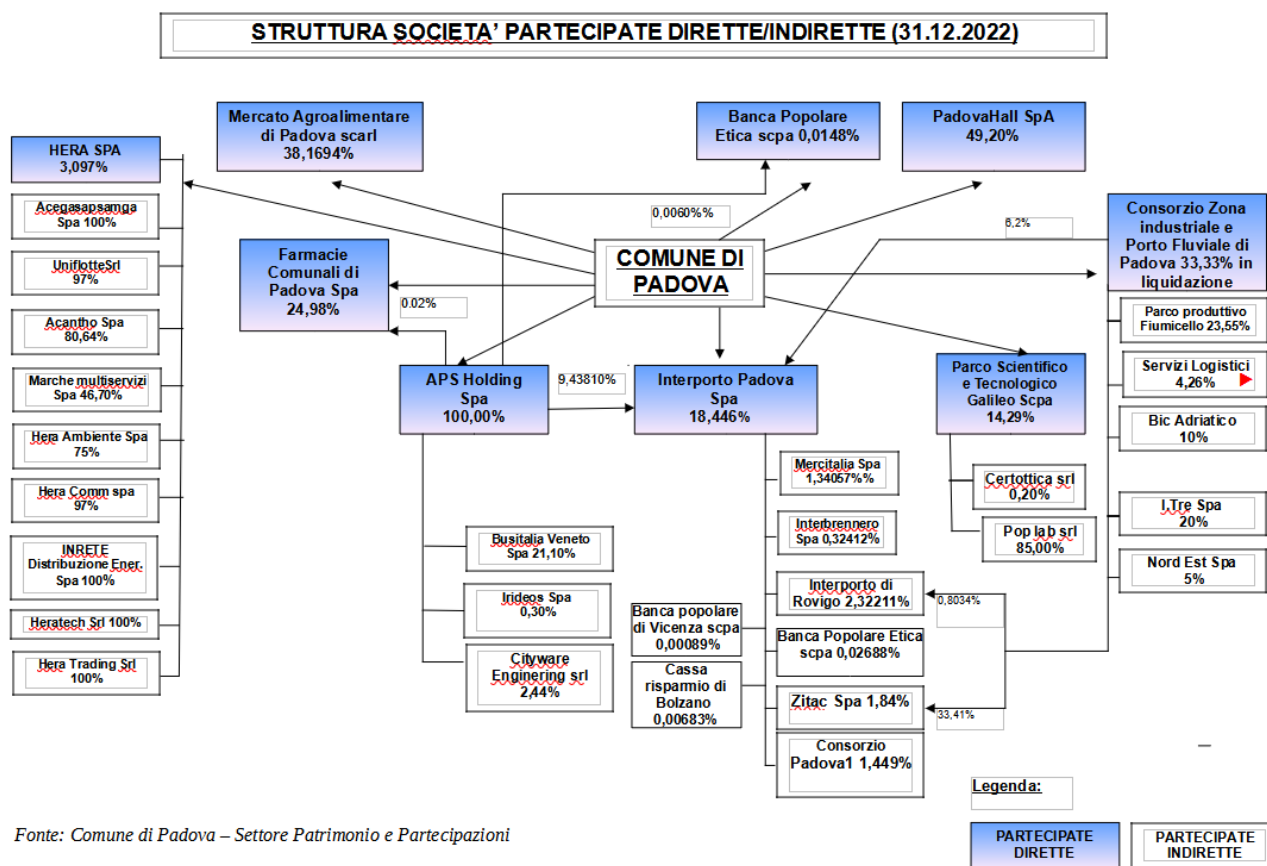 STRUTTURA SOCIETA’ PARTECIPATE DIRETTE/INDIRETTE (31.12.2022)
HERA SPA
3,097%
Acegasapsamga
Spa 100%
UniflotteSrl
97%
Acantho Spa
80,64%
Marche multiservizi
Spa 46,70%
Hera Ambiente Spa
75%
Hera Comm spa
97%
INRETE
Distribuzione Ener.
Spa 100%
Heratech Srl 100%
Hera Trading Srl
100%
Mercato Agroalimentare
di Padova scarl
38,1694%
Banca Popolare
Etica scpa 0,0148%
PadovaHall SpA
49,20%
0,0060%%
6,2%
COMUNE DI
PADOVA
Farmacie
Comunali di
Padova Spa
24,98%
0.02%
Consorzio Zona
industriale e
Porto Fluviale di
Padova 33,33% in
liquidazione
Parco produttivo
Fiumicello 23,55%
Servizi Logistici
4,26%
Bic Adriatico
10%
I.Tre Spa
20%
Nord Est Spa
5%
APS Holding
Spa
100,00%
9,43810%
Interporto Padova
Spa
18,446%
Parco Scientifico
e Tecnologico
Galileo Scpa
14,29%
Busitalia Veneto
Spa 21,10%
Irideos Spa
0,30%
Cityware
Enginering srl
2,44%
Mercitalia Spa
1,34057%%
Interbrennero
Spa 0,32412%
Interporto di
Rovigo 2,32211%
0,8034%
Banca popolare
di Vicenza scpa
0,00089%
Banca Popolare Etica
scpa 0,02688%
Cassa
risparmio di
Bolzano
0,00683%
Zitac Spa 1,84%
33,41%
Consorzio
Padova1 1,449%
Certottica srl
0,20%
Pop lab srl
85,00%
Legenda:
PARTECIPATE
DIRETTE
PARTECIPATE
INDIRETTE
Fonte: Comune di Padova – Settore Patrimonio e Partecipazioni